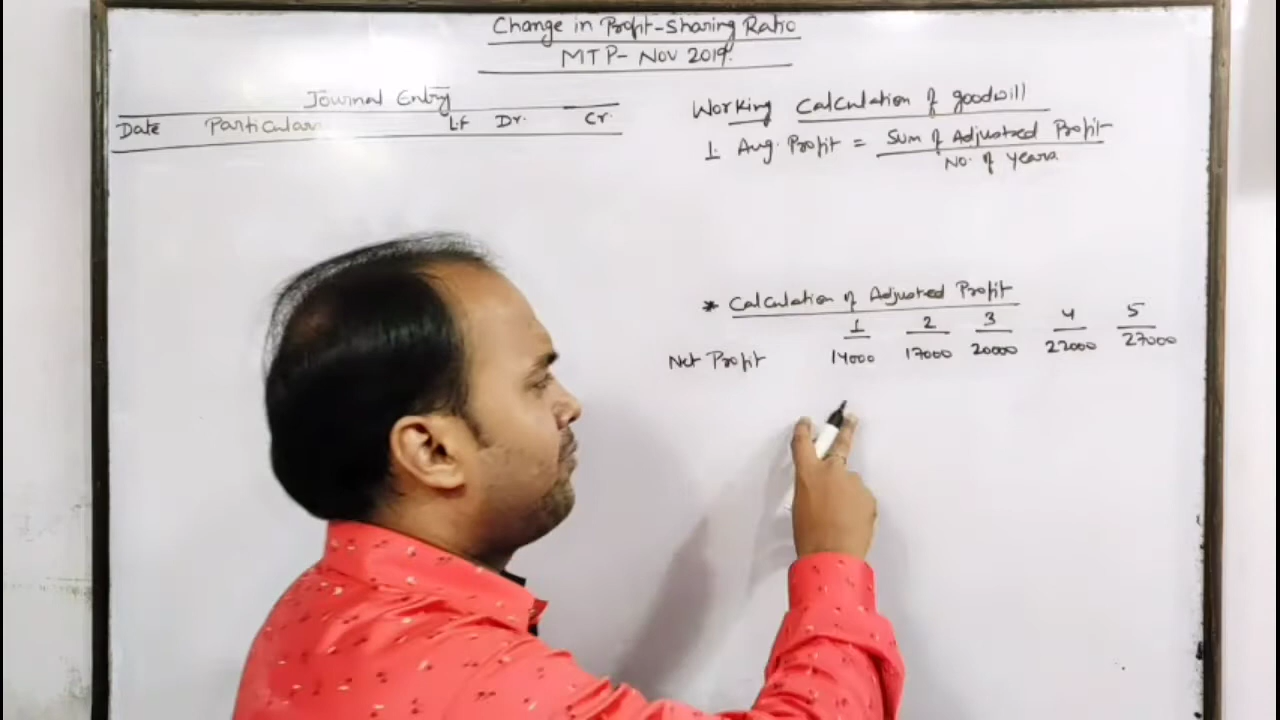 Change in Profit-Sharing Ratio
MTP- Nov 2019.
Journal Entry
Date Particulars L.f Dr. Cr.
Working Calculation of goodwill
1. Avg. Profit = Sum of Adjusted Profit
No. of Years
* Calculation of Adjusted Profit
1 2 3 4 5
Net Profit 14000 17000 20000 22000 27000